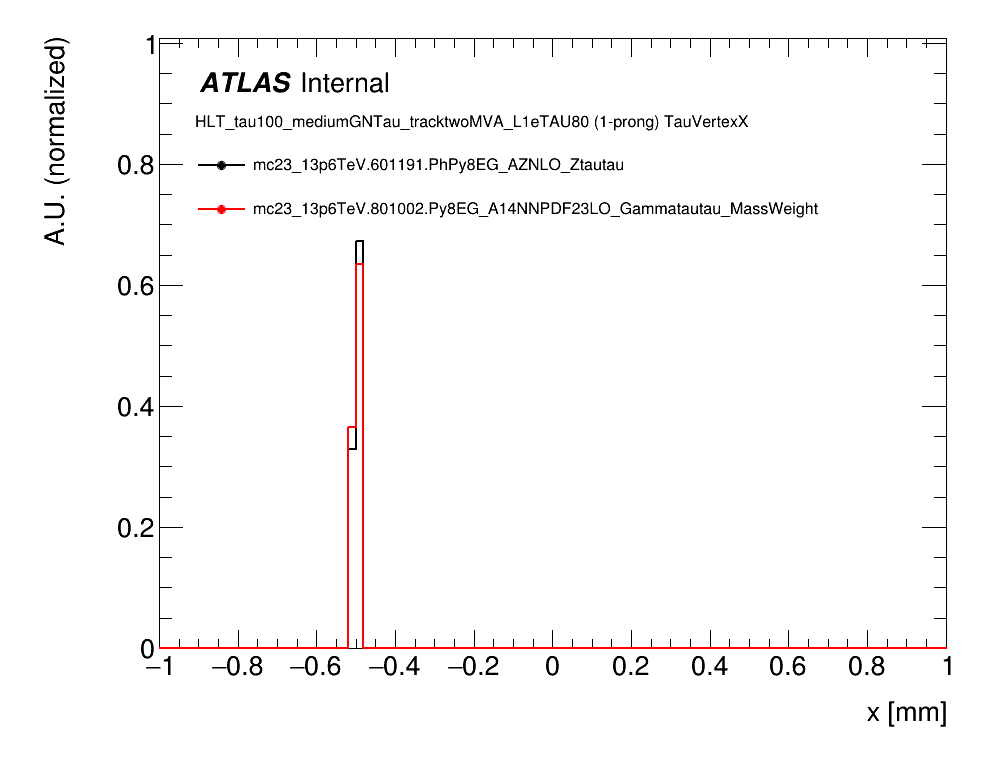 A.U. (normalized)
ATLAS Internal
HLT_tau100_mediumGNTau_tracktwoMVA_L1eTAU80 (1-prong) TauVertexX
mc23_13p6TeV.601191.PhPy8EG_AZNLO_Ztautau
mc23_13p6TeV.801002.Py8EG_A14NNPDF23LO_Gammatautau_MassWeight
1
0.8
0.6
0.4
0.2
0
−1 −0.8 −0.6 −0.4 −0.2 0 0.2 0.4 0.6 0.8 1
x [mm]